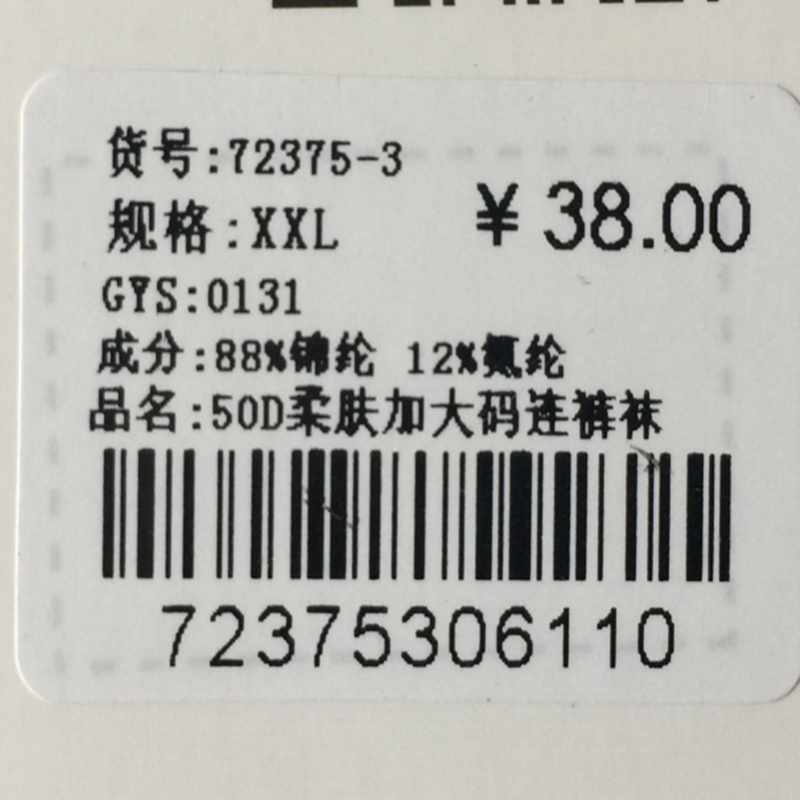 货号:72375-3
规格:XXL
¥38.00
GYS:0131
成分:88%锦纶 12%氨纶
品名:50D柔肤加大码连裤袜
72375306110